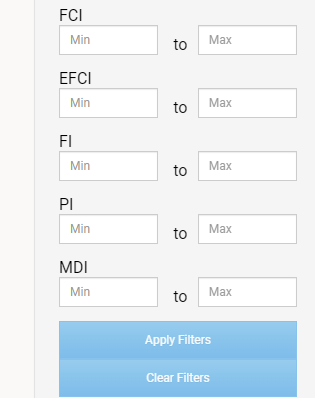 FCI
Min to Max
EFCI
Min to Max
FI
Min to Max
PI
Min to Max
MDI
Min to Max
Apply Filters
Clear Filters